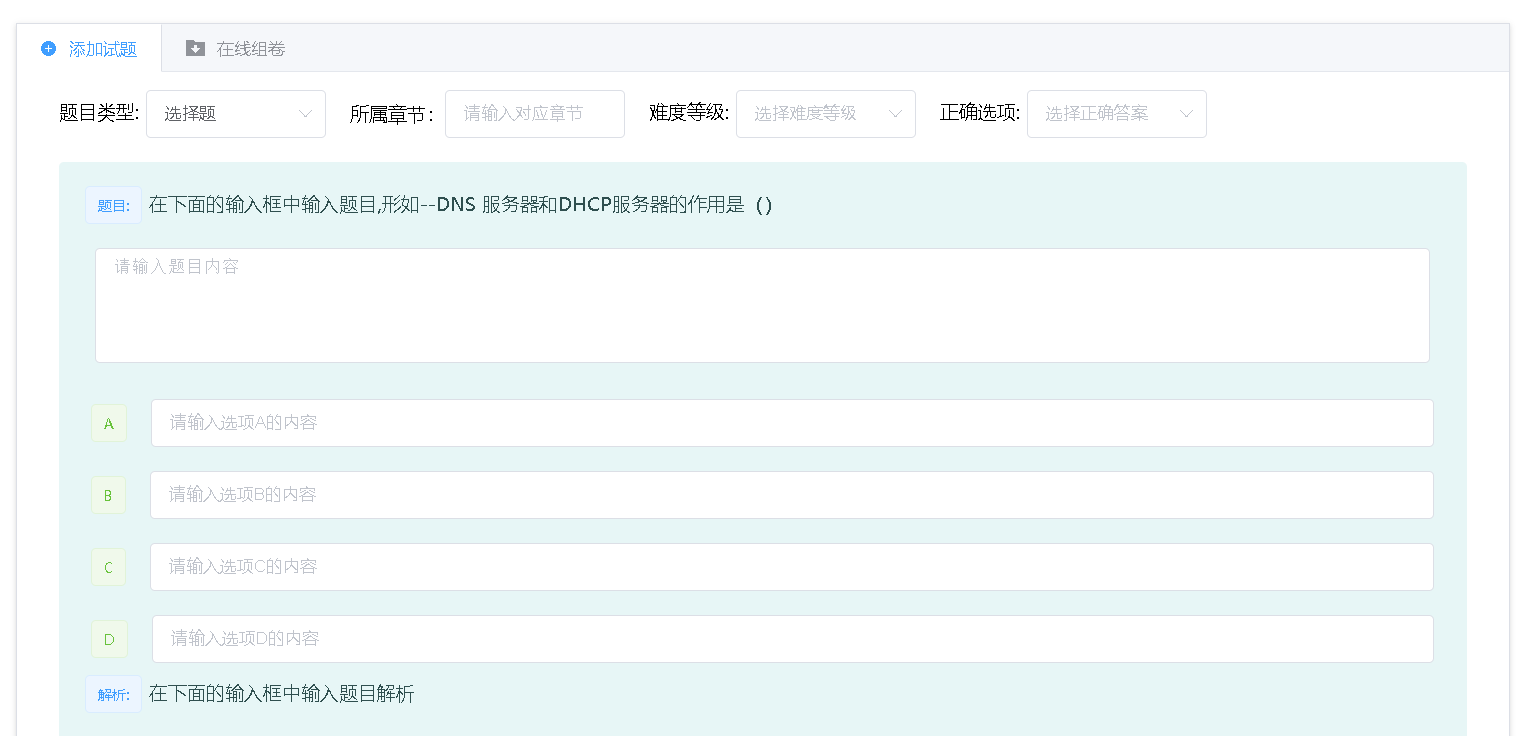 添加试题 在线组卷
题目类型: 选择题 所属章节: 请输入对应章节 难度等级: 选择难度等级 正确选项: 选择正确答案
题目: 在下面的输入框中输入题目,形如--DNS 服务器和DHCP服务器的作用是 ()
请输入题目内容
A 请输入选项A的内容
B 请输入选项B的内容
C 请输入选项C的内容
D 请输入选项D的内容
解析: 在下面的输入框中输入题目解析